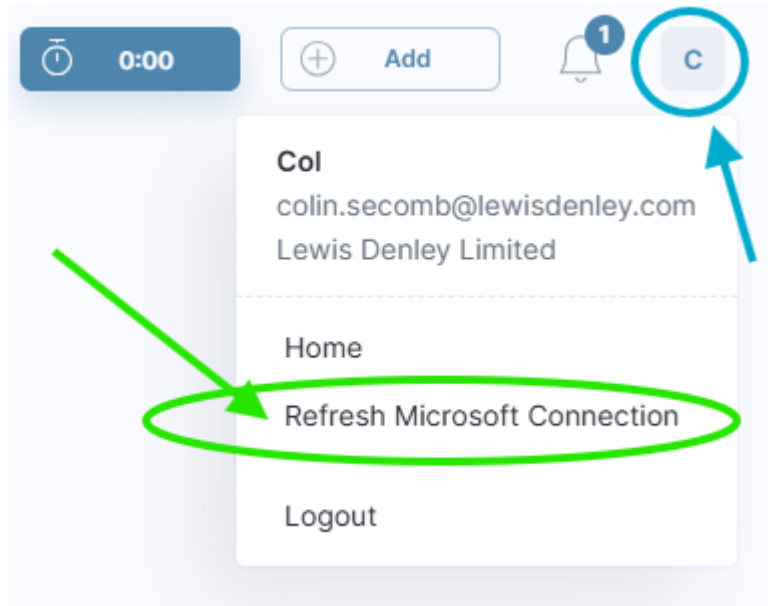 0:00
Add
1
C
Col
colin.secomb@lewisdenley.com
Lewis Denley Limited
Home
Refresh Microsoft Connection
Logout